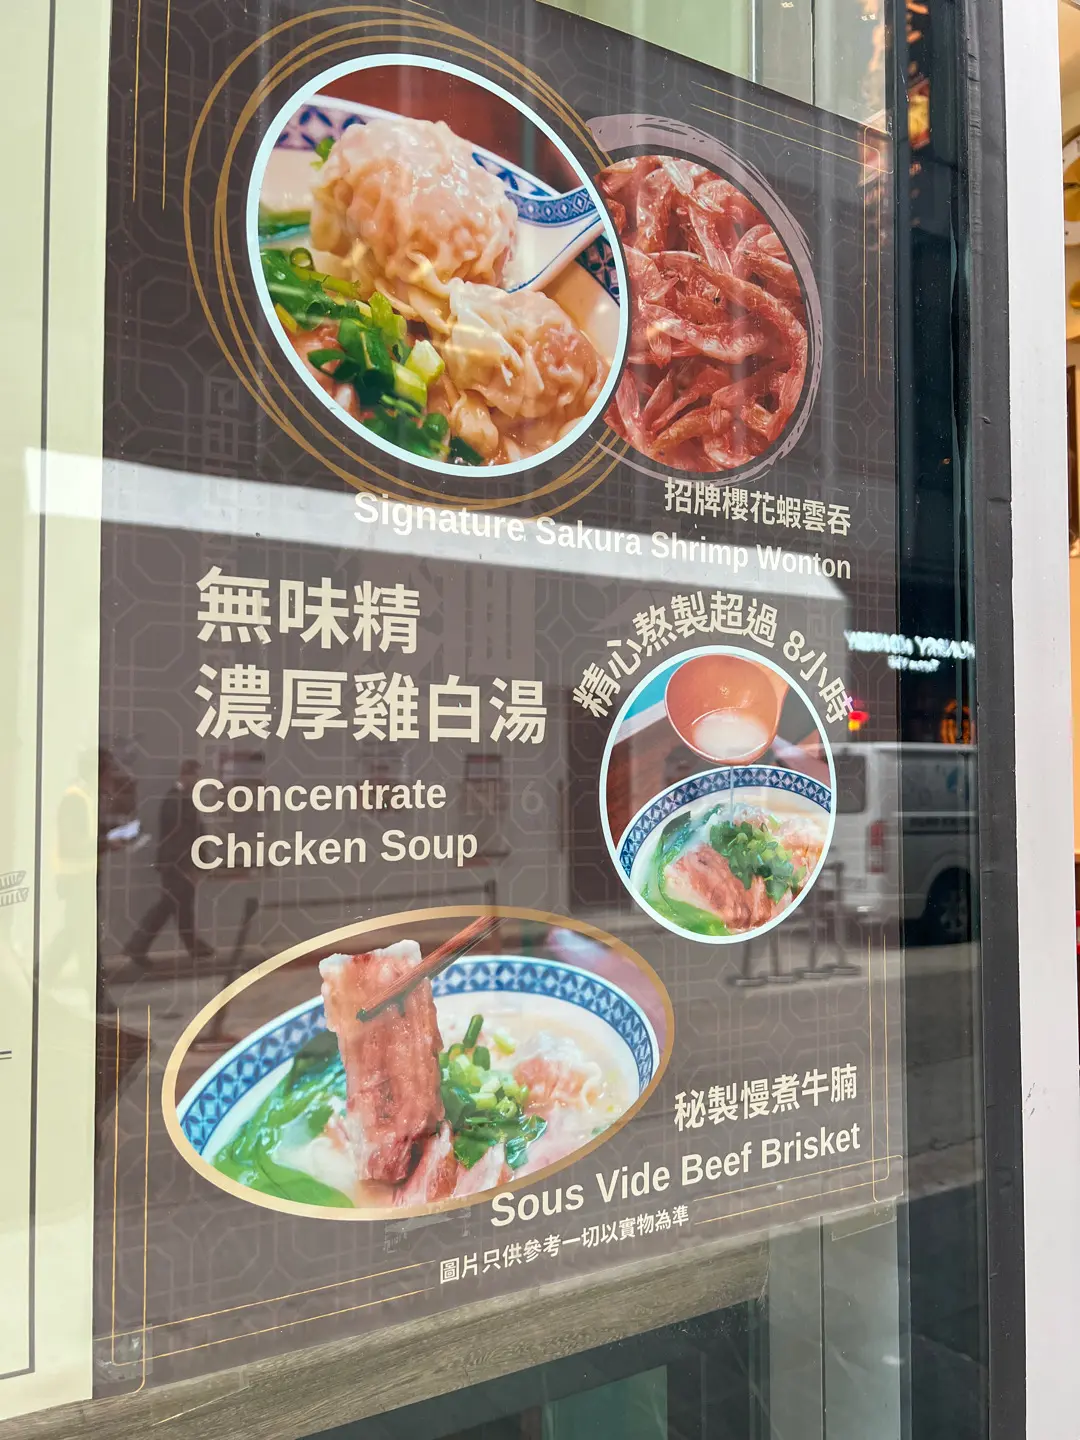 招牌櫻花蝦雲吞
Signature Sakura Shrimp Wonton
無味精
濃厚雞白湯
Concentrate
Chicken Soup
精心熬製超過 8小時
秘製慢煮牛腩
Sous Vide Beef Brisket
圖片只供參考一切以實物為準